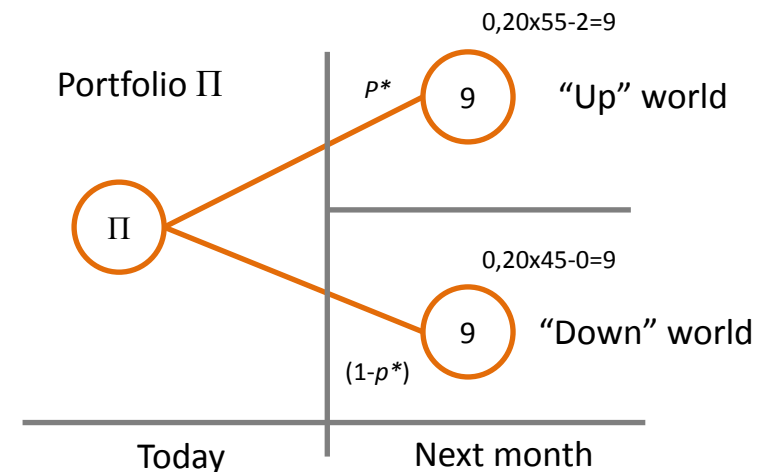 0,20x55-2=9
Portfolio Π
P*
9
“Up” world
Π
0,20x45-0=9
9
“Down” world
(1-p*)
Today
Next month